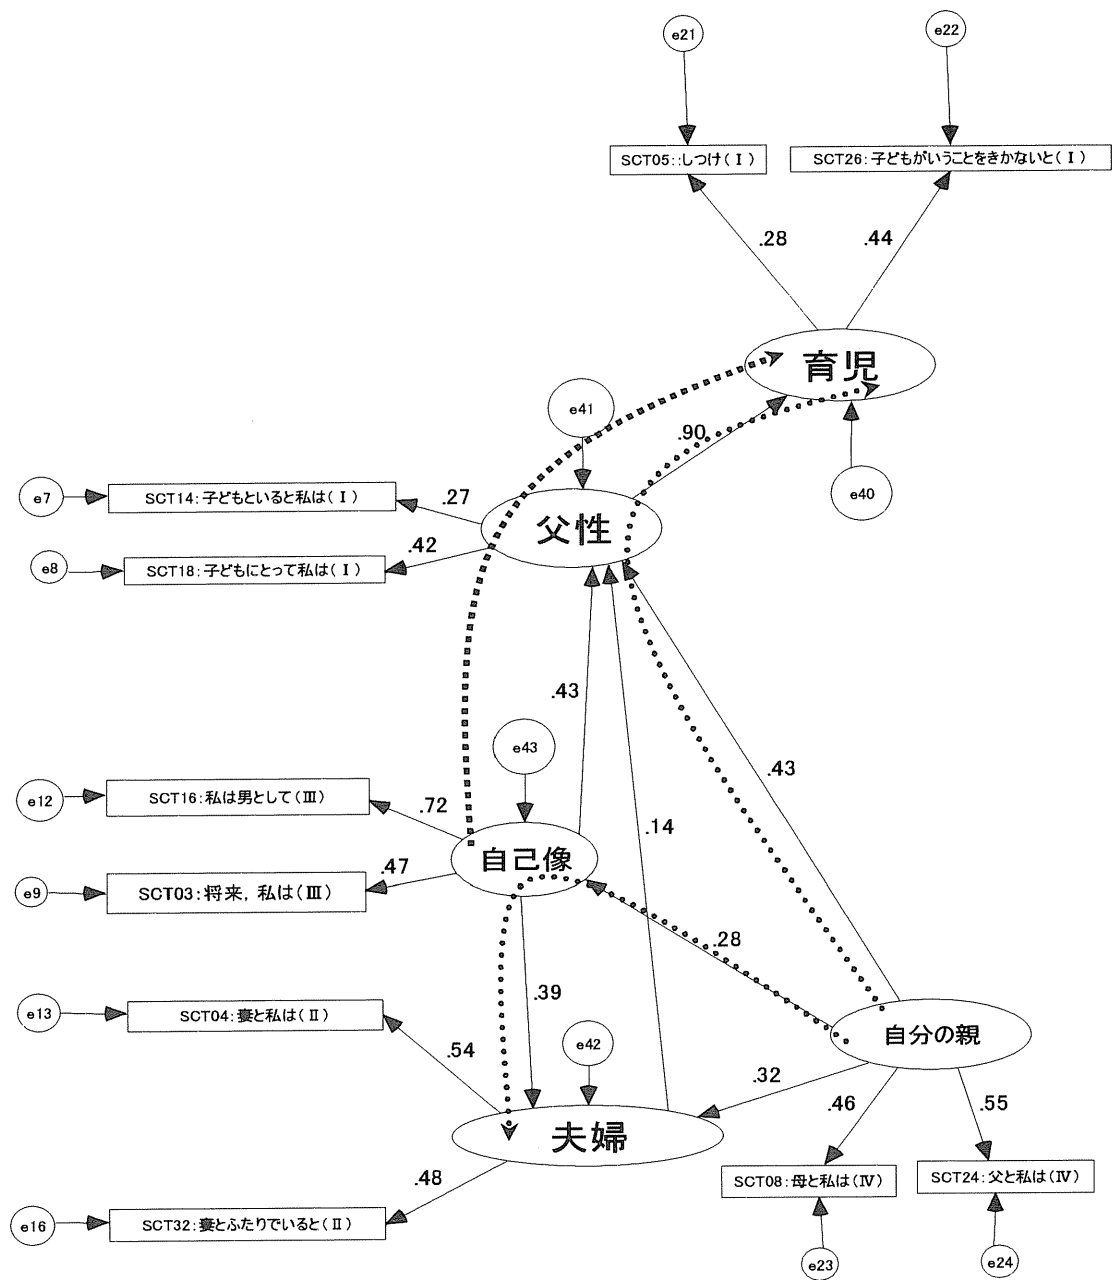 e21
e22
SCT05::しつけ(Ⅰ)
SCT26:子どもがいうことをきかないと(Ⅰ)
.28
.44
育児
e41
.90
e7
SCT14:子どもといると私は(Ⅰ)
.27
e40
父性
e8
SCT18:子どもにとって私は(Ⅰ)
.42
.43
e43
.43
e12
SCT16:私は男として(Ⅲ)
.72
.14
自己像
e9
SCT03:将来,私は(Ⅲ)
.47
.28
.39
e13
SCT04:妻と私は(Ⅱ)
自分の親
e42
.54
.32
.46
.55
夫婦
.48
SCT08:母と私は(Ⅳ)
SCT24:父と私は(Ⅳ)
e16
SCT32:妻とふたりでいると(Ⅱ)
e23
e24